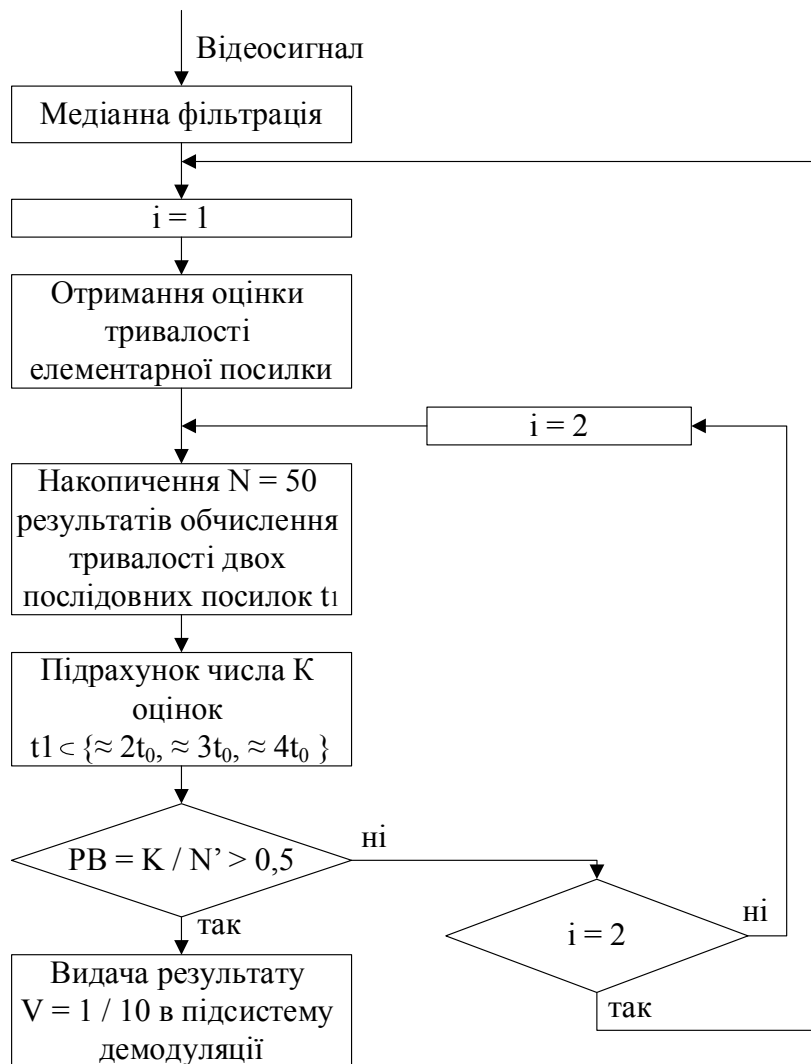 Відеосигнал
Медіанна фільтрація
i = 1
Отримання оцінки
тривалості
елементарної посилки
i = 2
Накопичення N = 50
результатів обчислення
тривалості двох
послідовних посилок t₁
Підрахунок числа К
оцінок
t1 ⊂ {≈ 2t₀, ≈ 3t₀, ≈ 4t₀ }
PB = K / N’ > 0,5
ні
так
i = 2
ні
так
Видача результату
V = 1 / 10 в підсистему
демодуляції